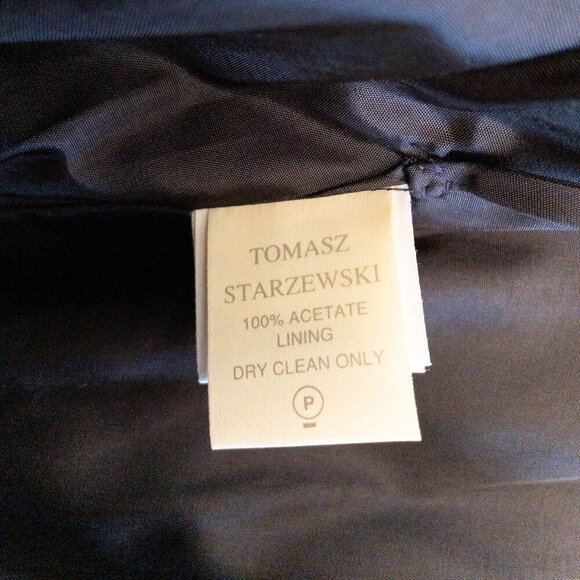 TOMASZ
STARZEWSKI
100% ACETATE
LINING
DRY CLEAN ONLY
P